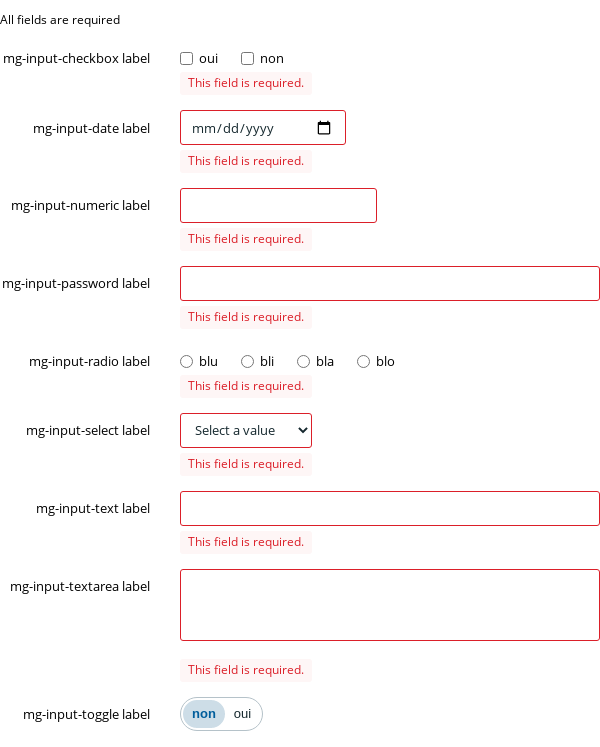 All fields are required
mg-input-checkbox label oui non
This field is required.
mg-input-date label mm/dd/yyyy
This field is required.
mg-input-numeric label
This field is required.
mg-input-password label
This field is required.
mg-input-radio label blu bli bla blo
This field is required.
mg-input-select label Select a value
This field is required.
mg-input-text label
This field is required.
mg-input-textarea label
This field is required.
mg-input-toggle label non oui